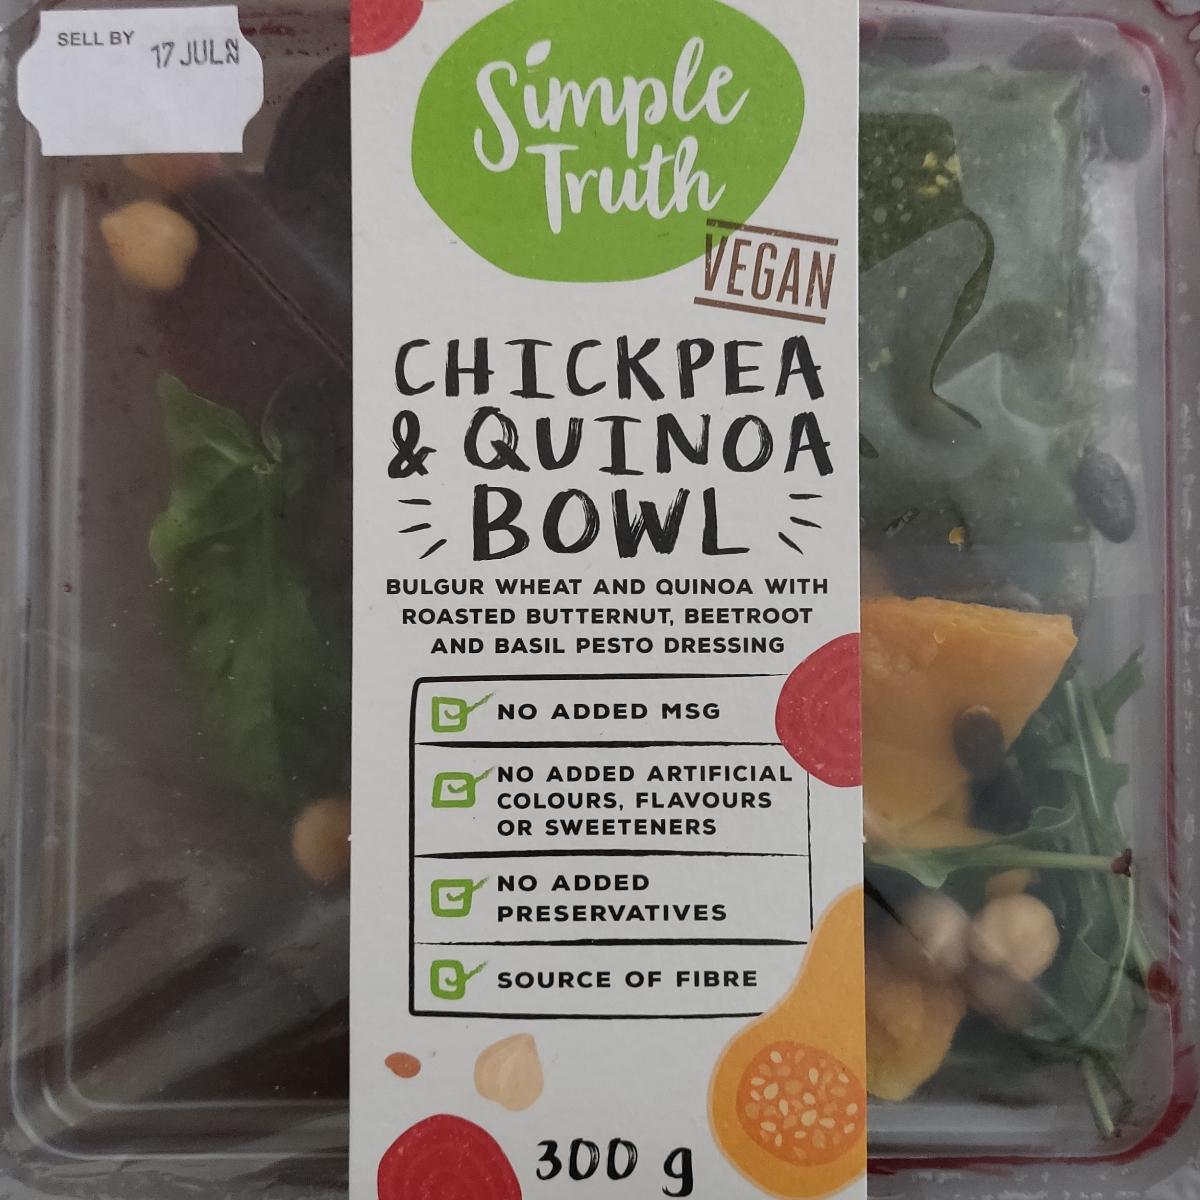 SELL BY
17 JUL
Simple
Truth
VEGAN
CHICKPEA
& QUINOA
BOWL
BULGUR WHEAT AND QUINOA WITH
ROASTED BUTTERNUT, BEETROOT
AND BASIL PESTO DRESSING
NO ADDED MSG
NO ADDED ARTIFICIAL
COLOURS, FLAVOURS
OR SWEETENERS
NO ADDED
PRESERVATIVES
SOURCE OF FIBRE
300 g